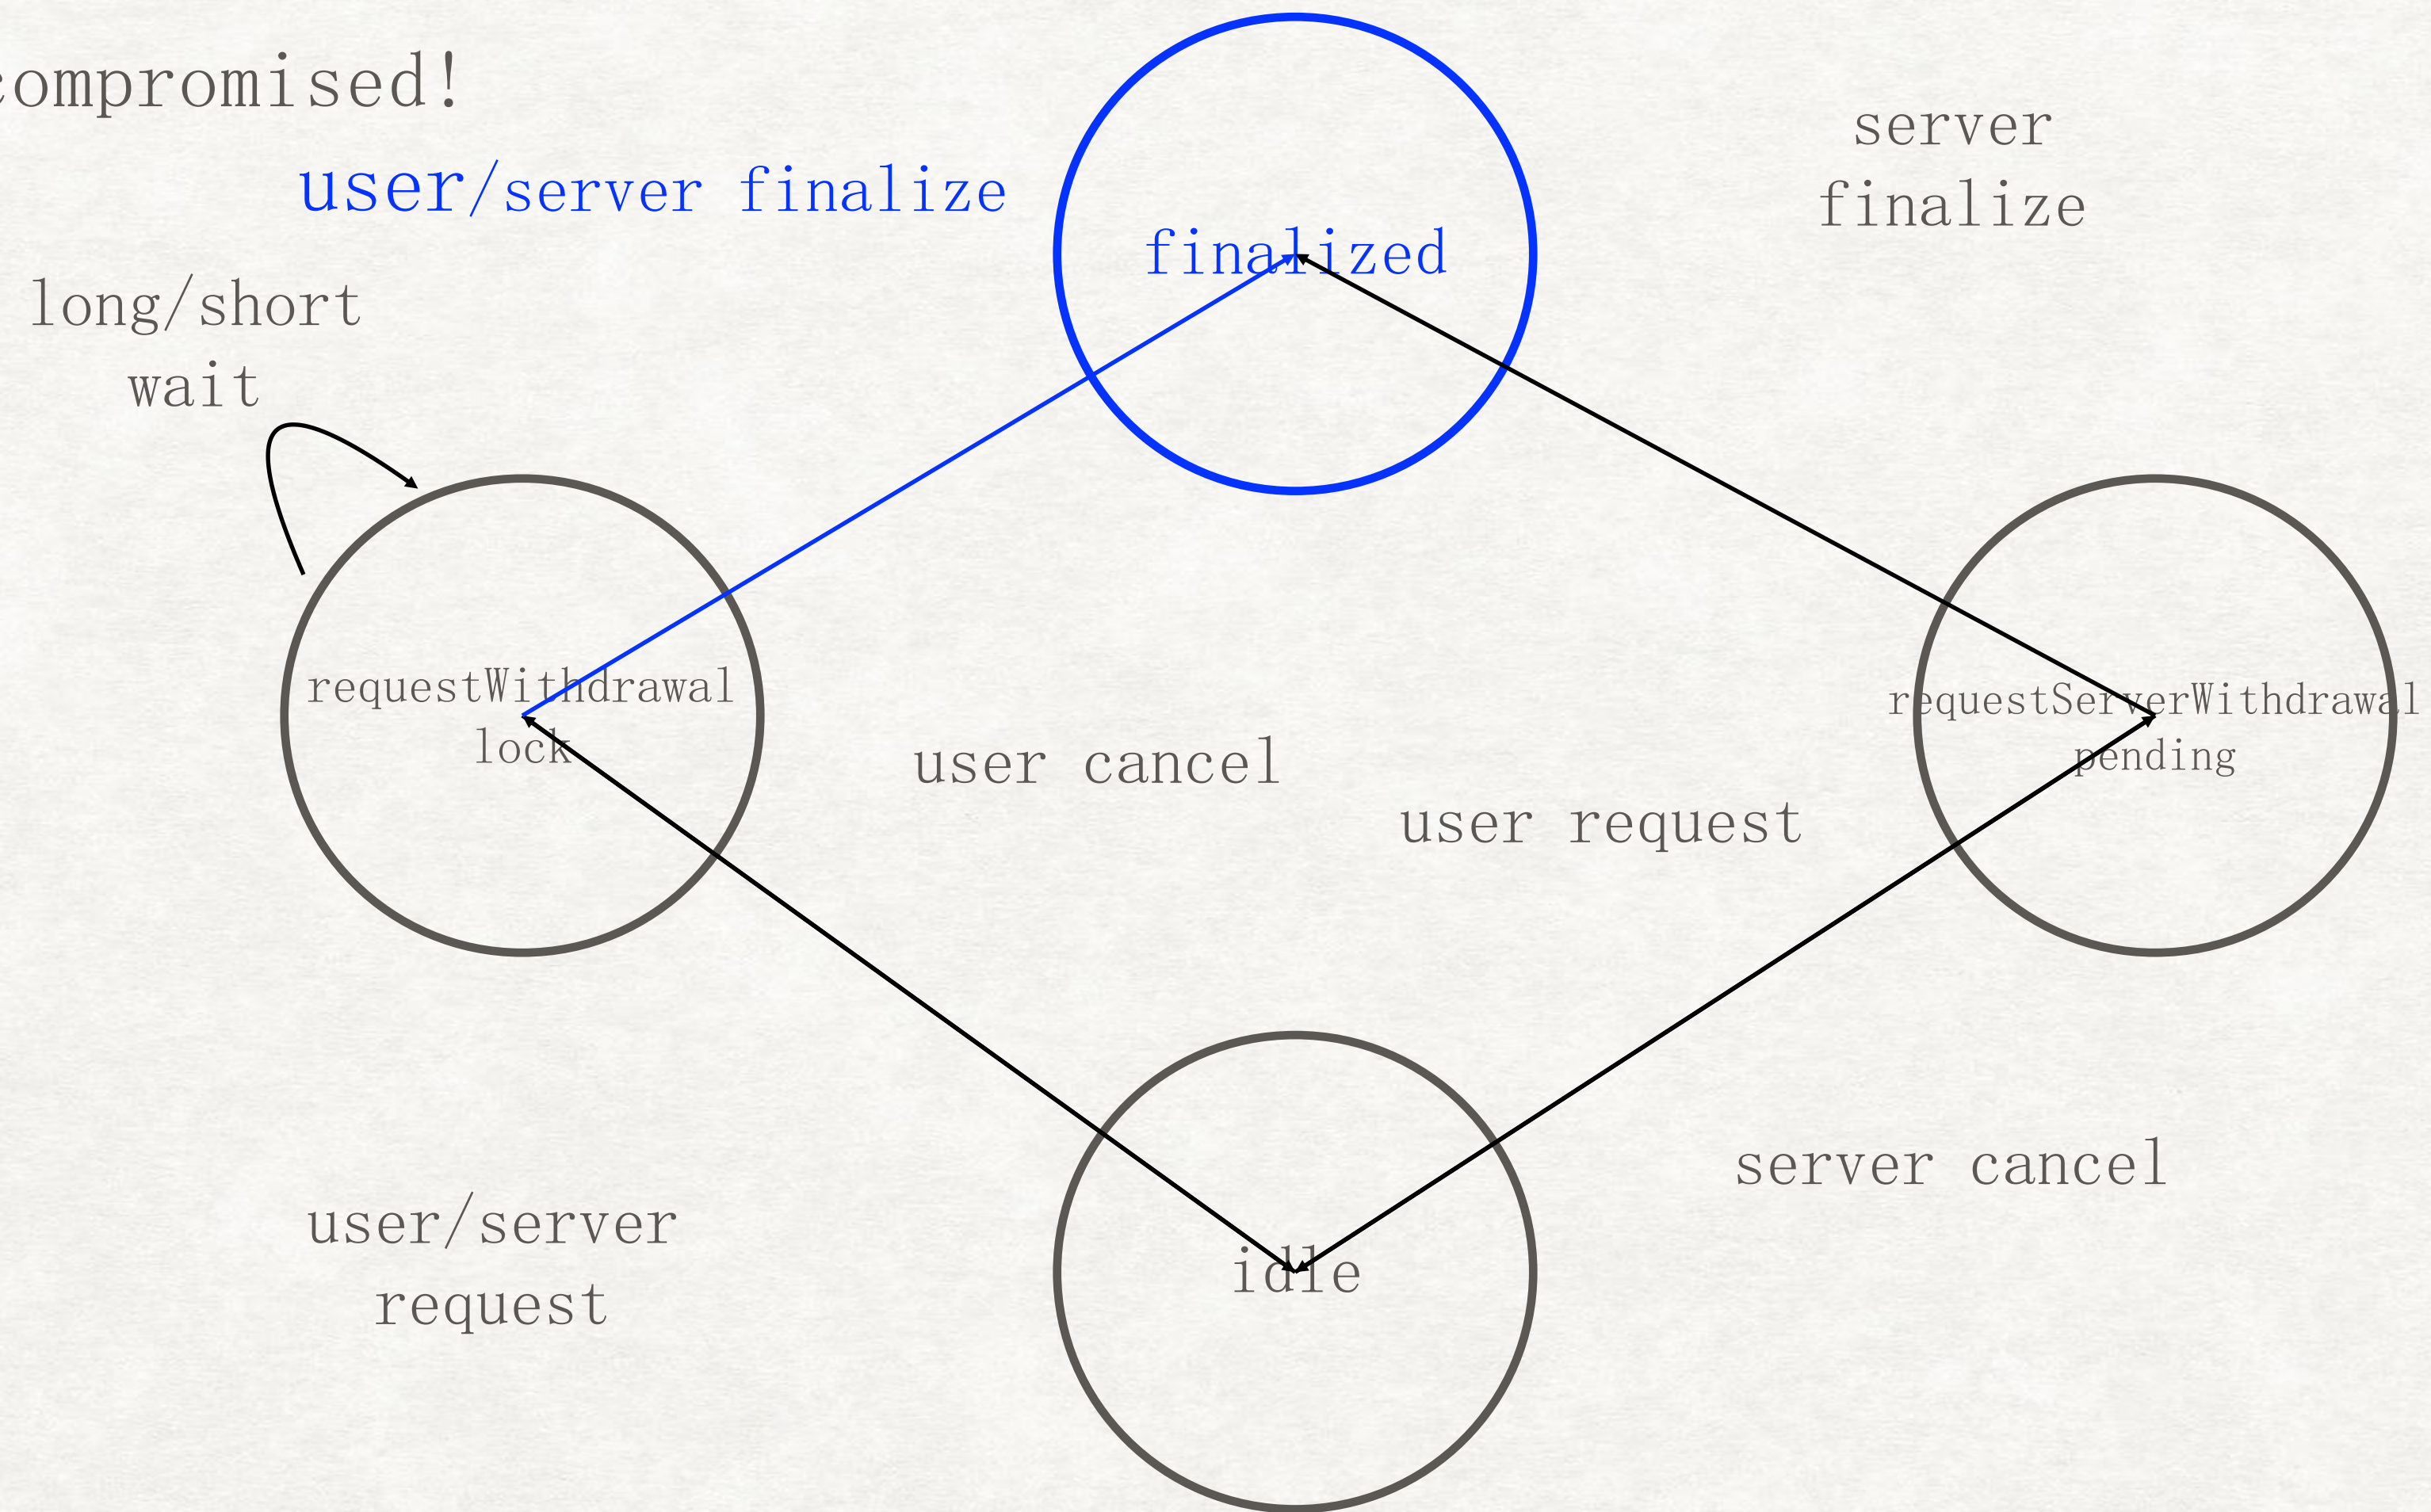 compromised!
user/server finalize
server
finalize
finalized
long/short
wait
requestWithdrawal
lock
requestServerWithdrawal
pending
user cancel
user request
server cancel
user/server
request
idle